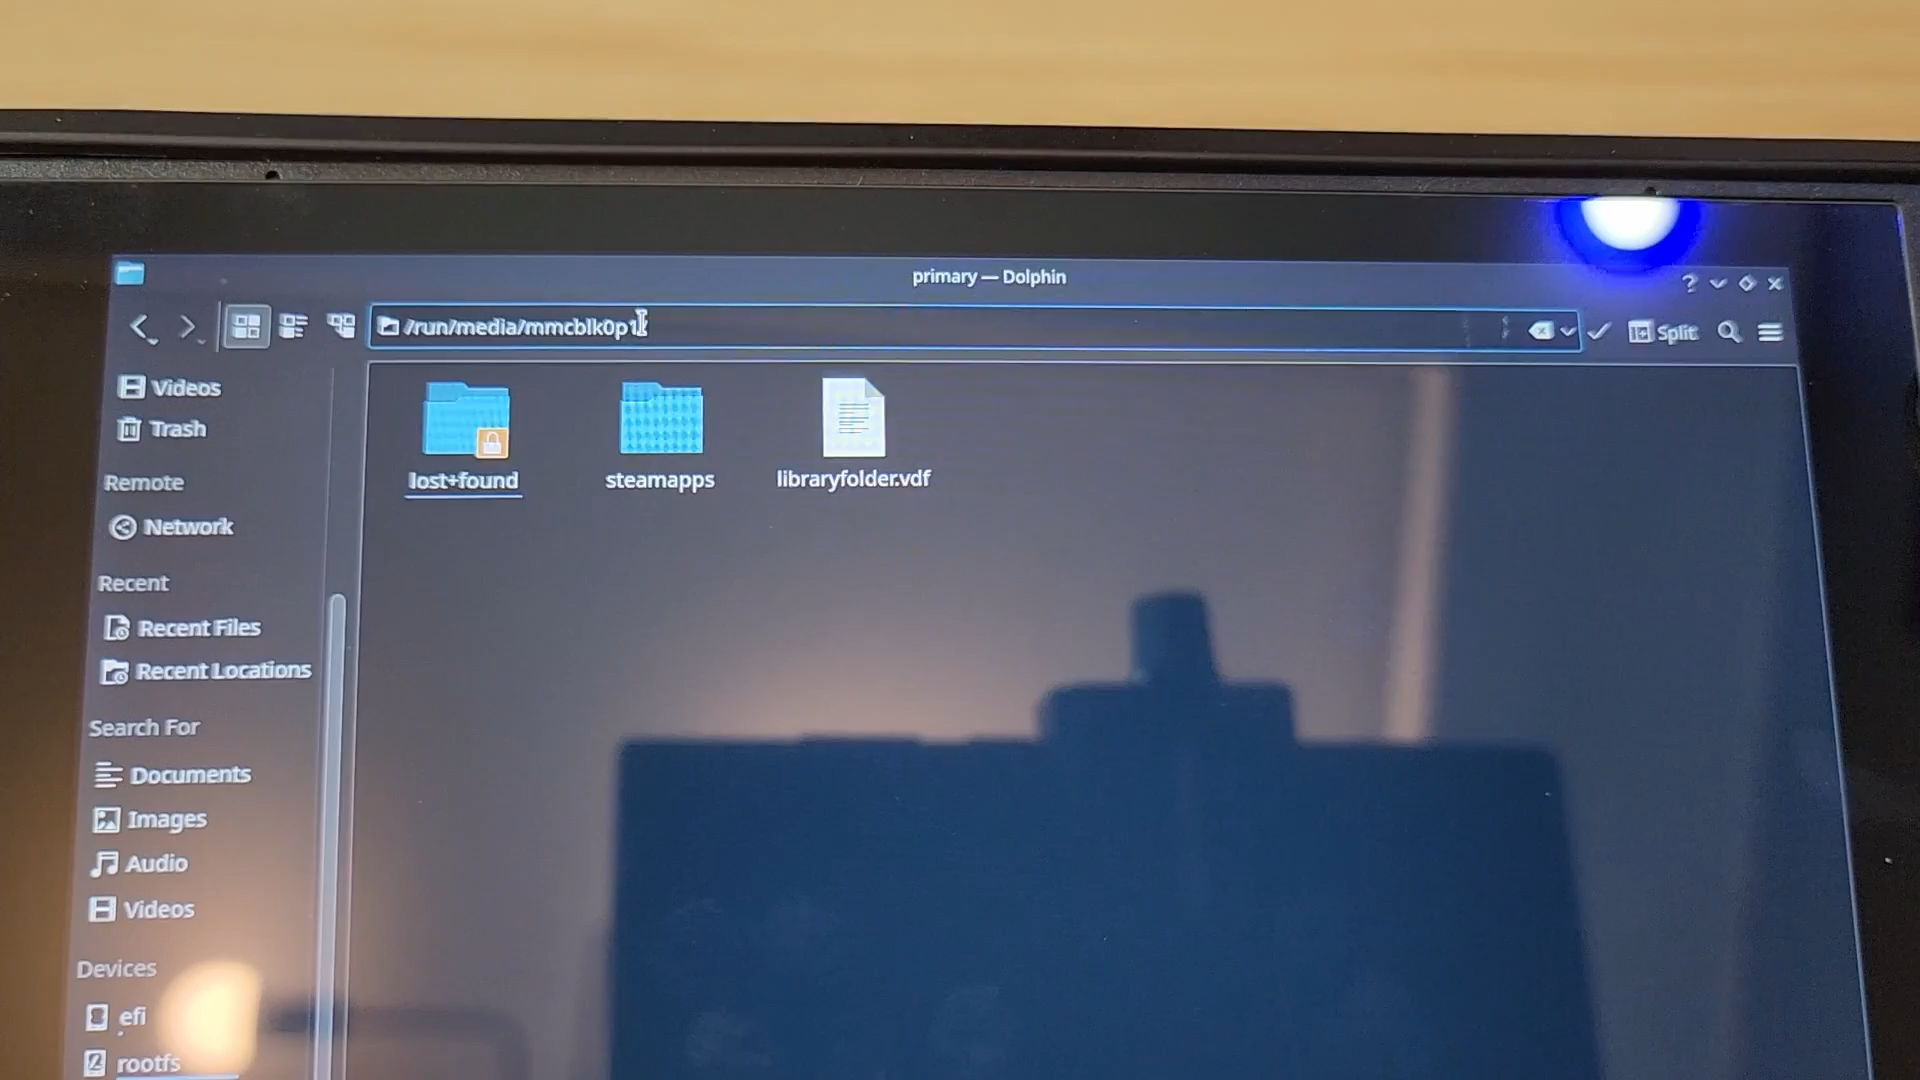 primary — Dolphin
/run/media/mmcblk0p1/
Split
Videos
Trash
Remote
Network
Recent
Recent Files
Recent Locations
Search For
Documents
Images
Audio
Videos
Devices
efi
rootfs
lost+found
steamapps
libraryfolder.vdf